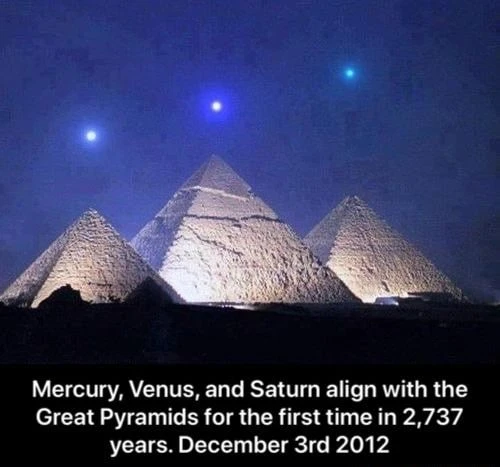 Mercury, Venus, and Saturn align with the
Great Pyramids for the first time in 2,737
years. December 3rd 2012